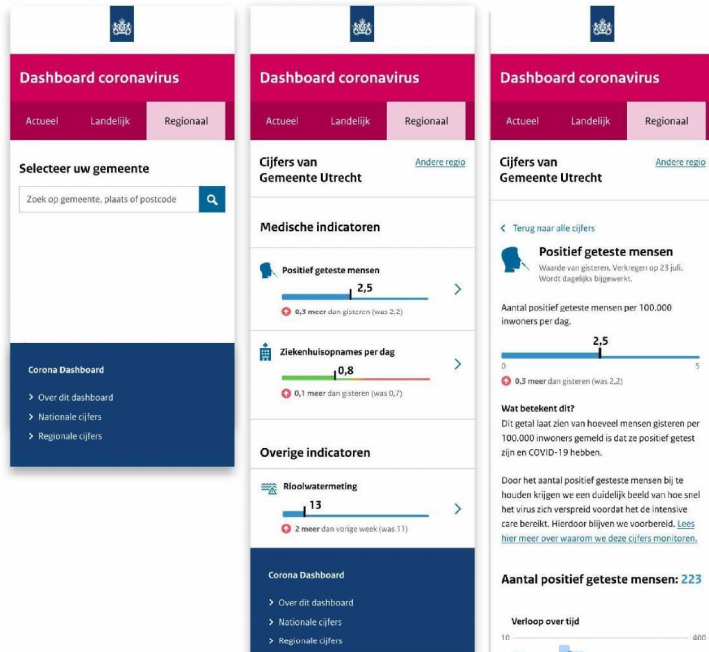 Dashboard coronavirus
Actueel Landelijk Regionaal
Selecteer uw gemeente
Zoek op gemeente, plaats of postcode
Corona Dashboard
Over dit dashboard
Nationale cijfers
Regionale cijfers
Dashboard coronavirus
Actueel Landelijk Regionaal
Cijfers van
Gemeente Utrecht
Andere regio
Medische indicatoren
Positief geteste mensen
2,5
0,3 meer dan gisteren (was 2,2)
Ziekenhuisopnames per dag
0,8
0,1 meer dan gisteren (was 0,7)
Overige indicatoren
Rioolwatermeting
13
2 meer dan vorige week (was 11)
Corona Dashboard
Over dit dashboard
Nationale cijfers
Regionale cijfers
Dashboard coronavirus
Actueel Landelijk Regionaal
Cijfers van
Gemeente Utrecht
Andere regio
Terug naar alle cijfers
Positief geteste mensen
Waarde van gisteren. Verkregen op 23 juli.
Wordt dagelijks bijgewerkt.
Aantal positief geteste mensen per 100.000
inwoners per dag.
2,5
0 5
0,3 meer dan gisteren (was 2,2)
Wat betekent dit?
Dit getal laat zien van hoeveel mensen gisteren per
100.000 inwoners gemeld is dat ze positief getest
zijn en COVID-19 hebben.
Door het aantal positief gesteste mensen bij te
houden krijgen we een duidelijk beeld van hoe snel
het virus zich verspreid voordat het de intensive
care bereikt. Hierdoor blijven we voorbereid. Lees
hier meer over waarom we deze cijfers monitoren.
Aantal positief geteste mensen: 223
Verloop over tijd
10 400